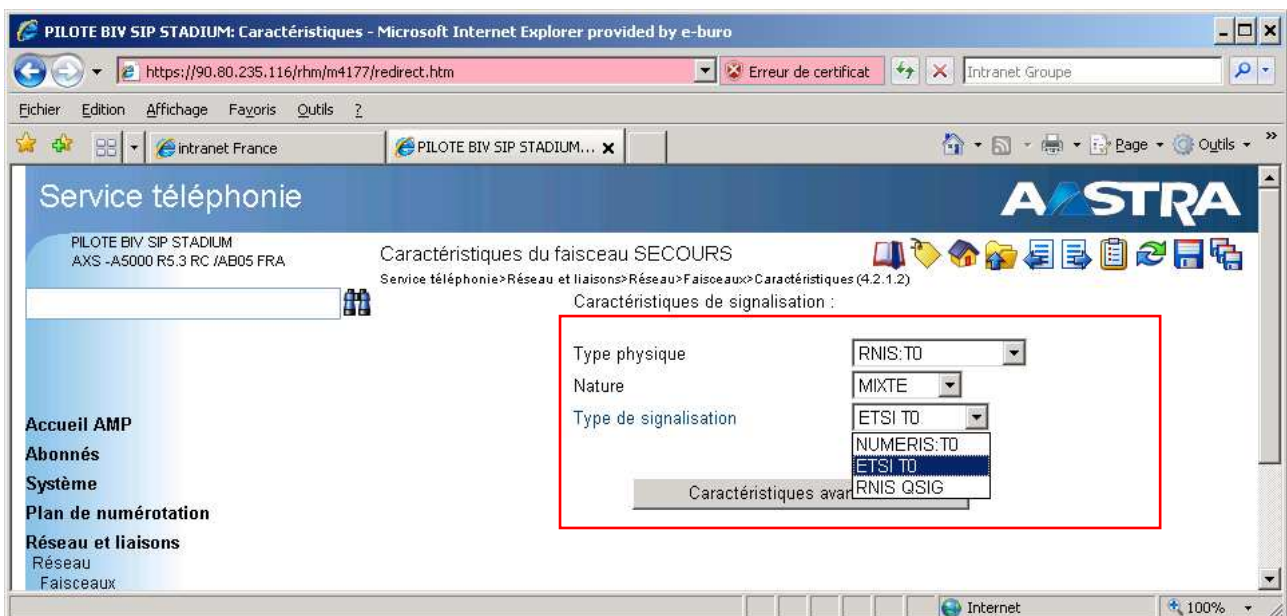 PILOTE BIV SIP STADIUM: Caractéristiques - Microsoft Internet Explorer provided by e-buro
https://90.80.235.116/rhm/m4177/redirect.htm Erreur de certificat Intranet Groupe
Fichier Edition Affichage Favoris Outils ?
intranet France PILOTE BIV SIP STADIUM... Page Outils »
Service téléphonie AASTRA
PILOTE BIV SIP STADIUM
AXS -A5000 R5.3 RC /AB05 FRA
Caractéristiques du faisceau SECOURS
Service téléphonie>Réseau et liaisons>Réseau>Faisceaux>Caractéristiques (4.2.1.2)
Caractéristiques de signalisation :
Type physique RNIS:T0
Nature MIXTE
Type de signalisation ETSI T0
NUMERIS:T0
ETSI T0
RNIS QSIG
Caractéristiques avan
Accueil AMP
Abonnés
Système
Plan de numérotation
Réseau et liaisons
Réseau
Faisceaux
Internet 100%